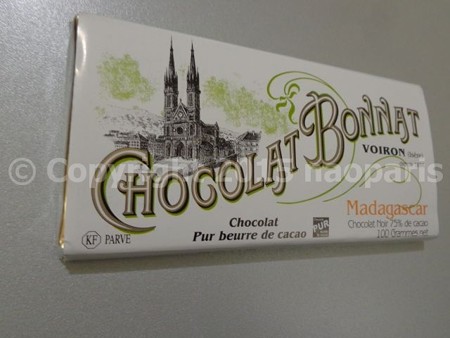 CHOCOLAT BONNAT
VOIRON (Isère)
Chocolat
Pur beurre de cacao
KF PARVE
Madagascar
Chocolat Noir 75% de cacao
100 Grammes net
© Copyright
naoparis